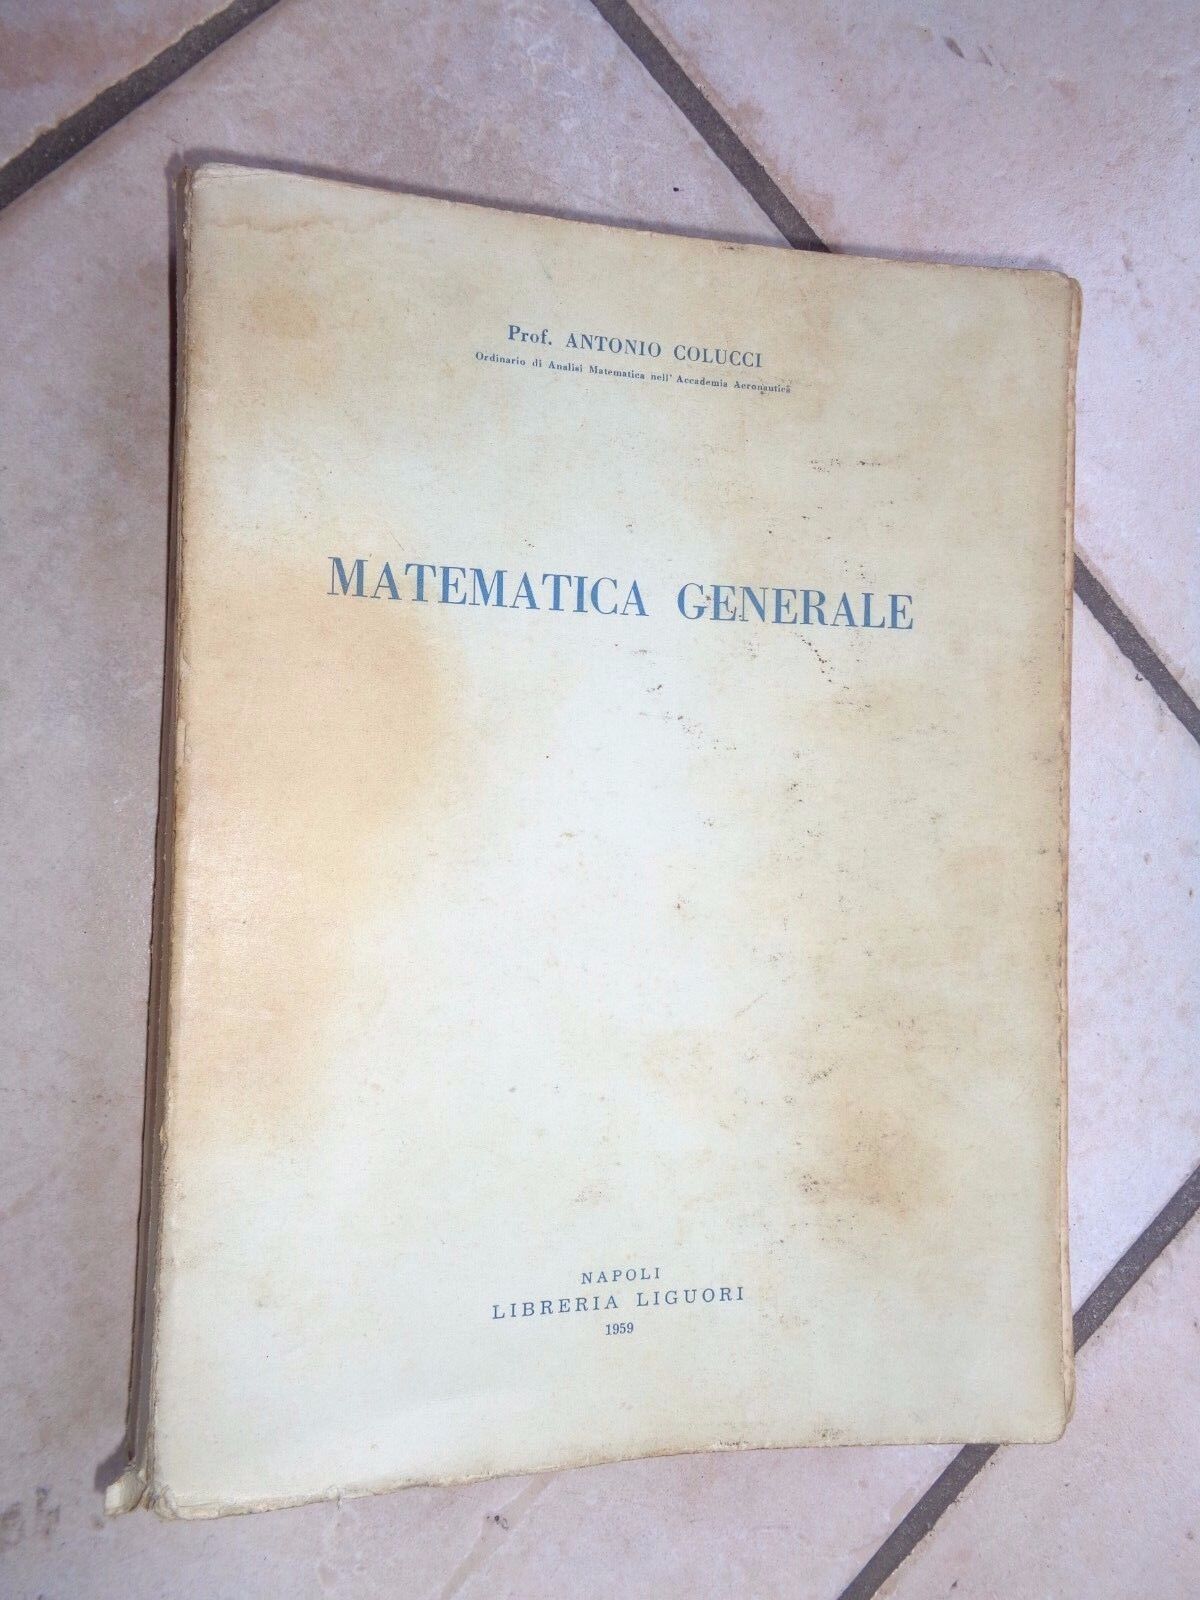 Prof. ANTONIO COLUCCI
Ordinario di Analisi Matematica nell' Accademia Aeronautica
MATEMATICA GENERALE
NAPOLI
LIBRERIA LIGUORI
1959